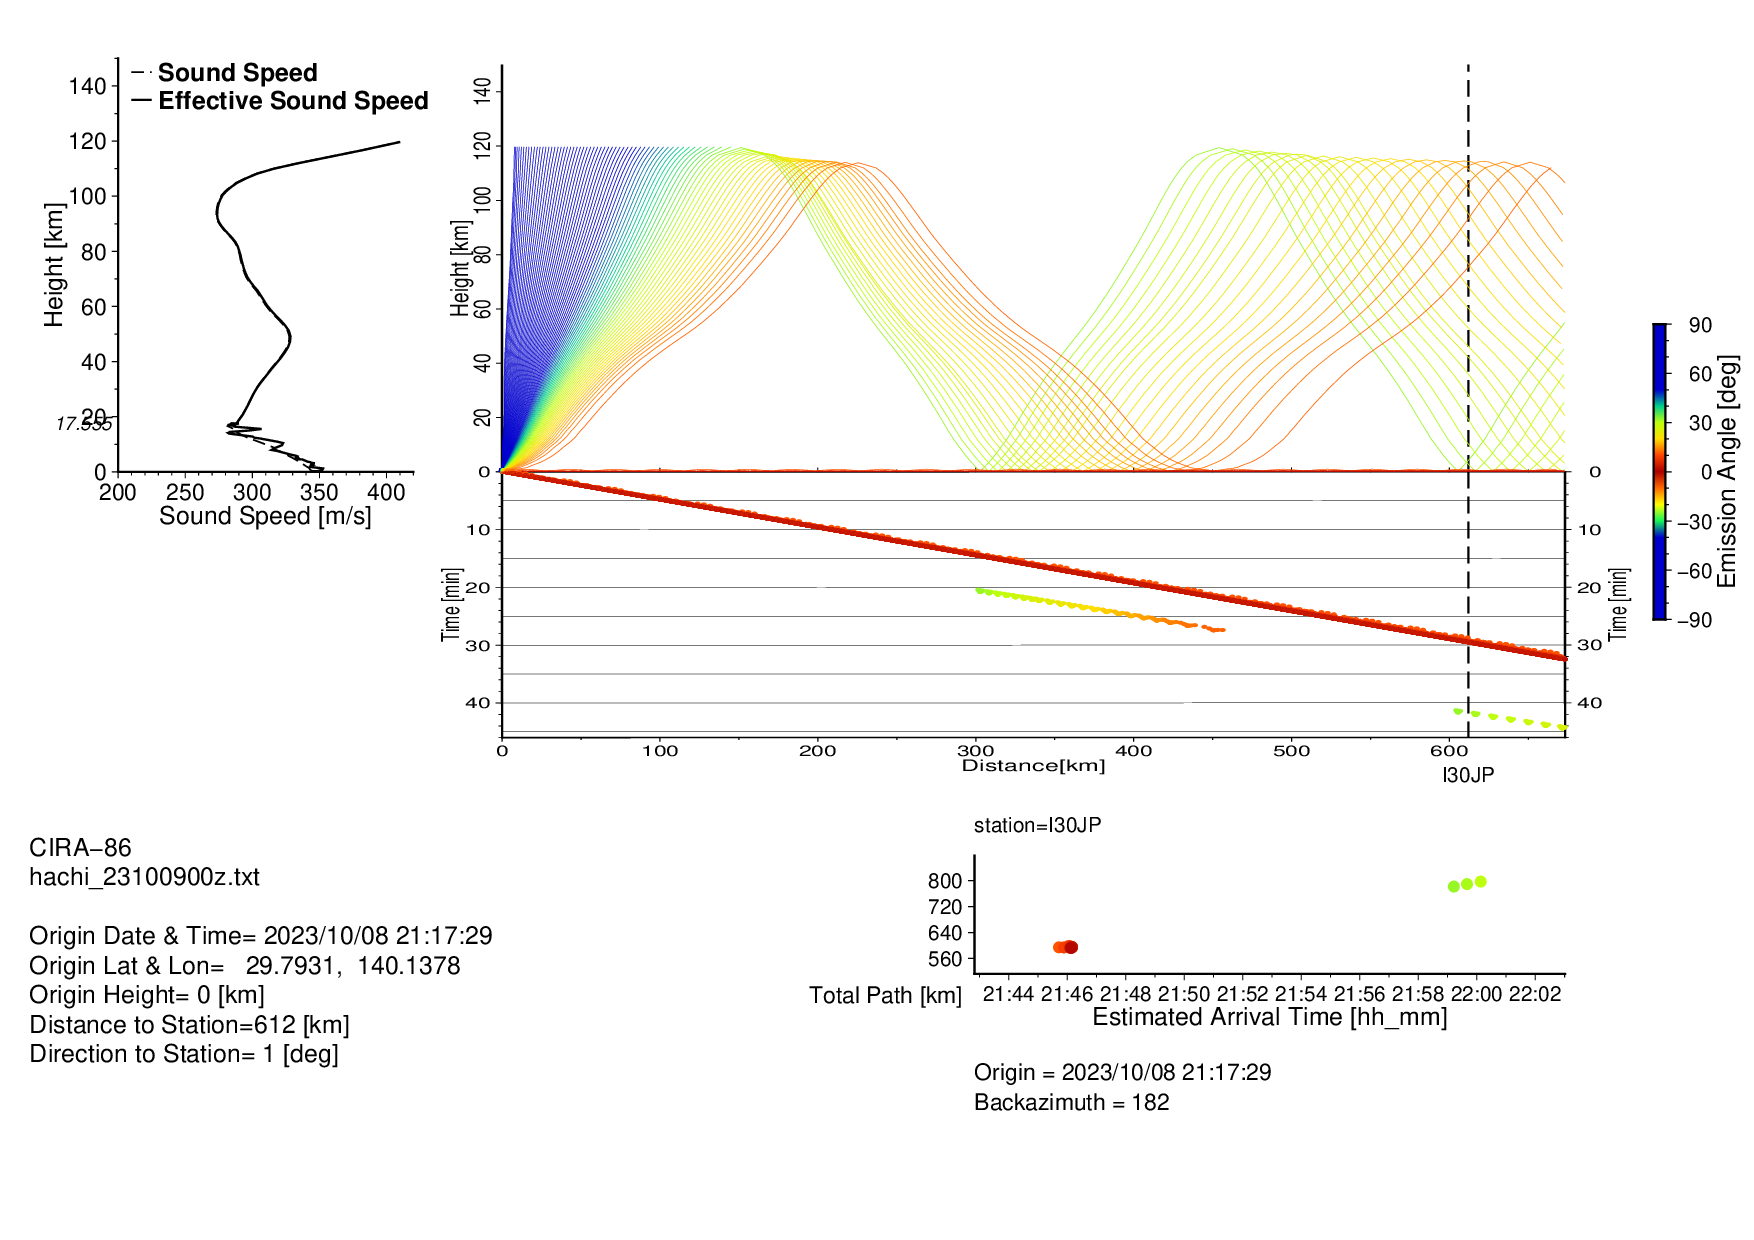 Sound Speed
Effective Sound Speed
140
120
100
80
60
40
20
17.535
0
200 250 300 350 400
Height [km]
Sound Speed [m/s]
140
120
100
80
60
40
20
0
Height [km]
0
10 10
20 20
30 30
40 40
Time [min] Time [min]
0 100 200 300 400 500 600
Distance[km]
I30JP
90
60
30
0
−30
−60
−90
Emission Angle [deg]
station=I30JP
800
720
640
560
Total Path [km]
21:44 21:46 21:48 21:50 21:52 21:54 21:56 21:58 22:00 22:02
Estimated Arrival Time [hh_mm]
Origin = 2023/10/08 21:17:29
Backazimuth = 182
CIRA−86
hachi_23100900z.txt
Origin Date & Time= 2023/10/08 21:17:29
Origin Lat & Lon= 29.7931, 140.1378
Origin Height= 0 [km]
Distance to Station=612 [km]
Direction to Station= 1 [deg]